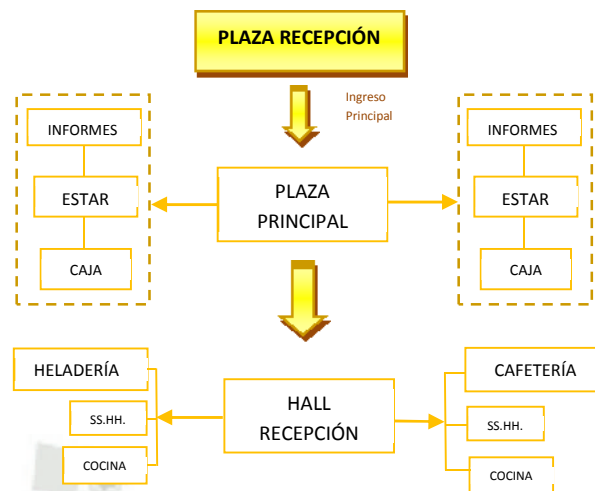 PLAZA RECEPCIÓN
Ingreso
Principal
INFORMES
ESTAR
CAJA
PLAZA
PRINCIPAL
INFORMES
ESTAR
CAJA
HELADERÍA
SS.HH.
COCINA
HALL
RECEPCIÓN
CAFETERÍA
SS.HH.
COCINA